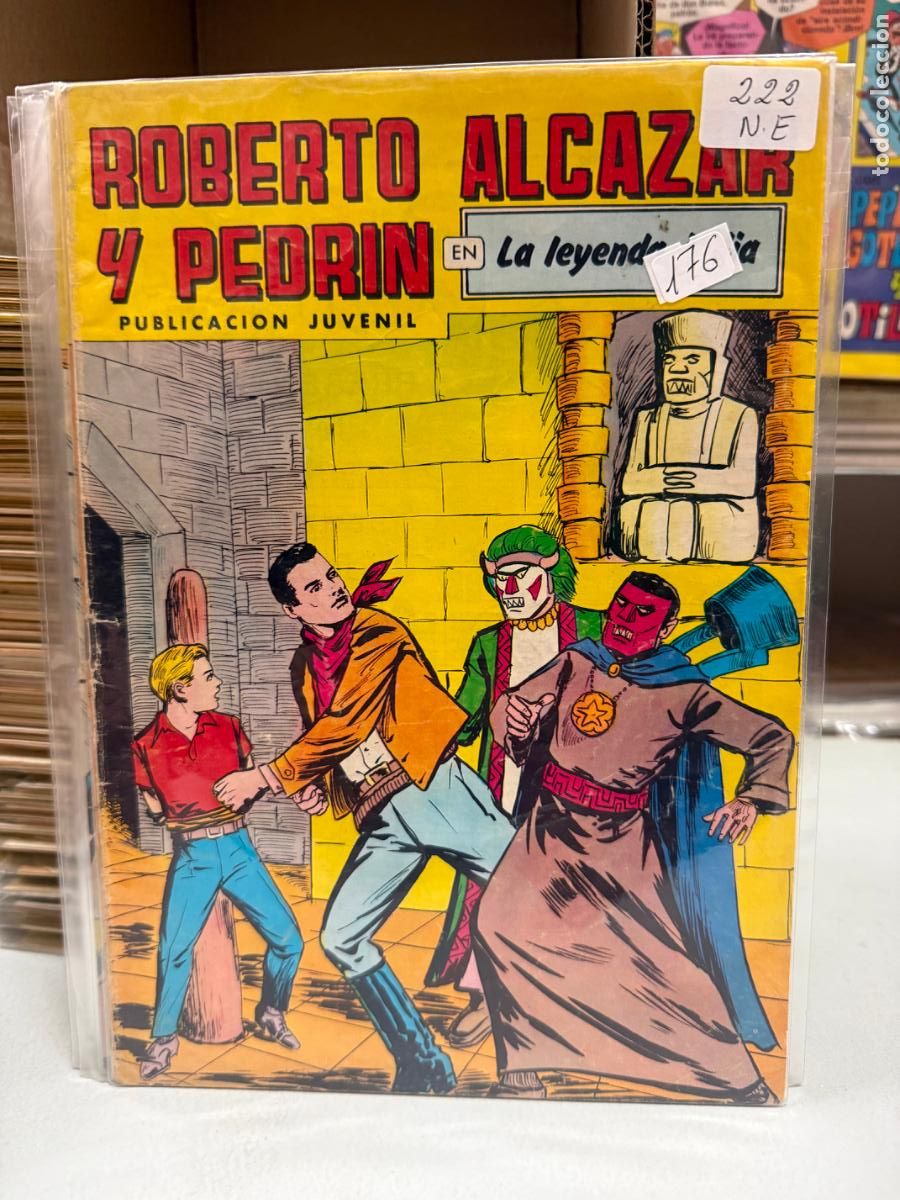 222
N.E
ROBERTO ALCAZAR
Y PEDRIN
EN La leyenda
176
PUBLICACION JUVENIL
todocoleccion